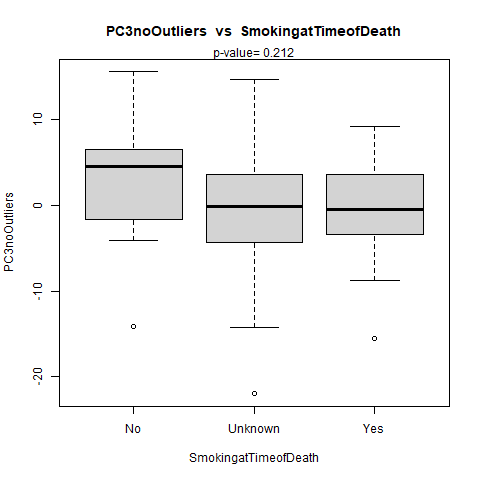 PC3noOutliers vs SmokingatTimeofDeath
p-value= 0.212
PC3noOutliers
10
0
-10
-20
No Unknown Yes
SmokingatTimeofDeath